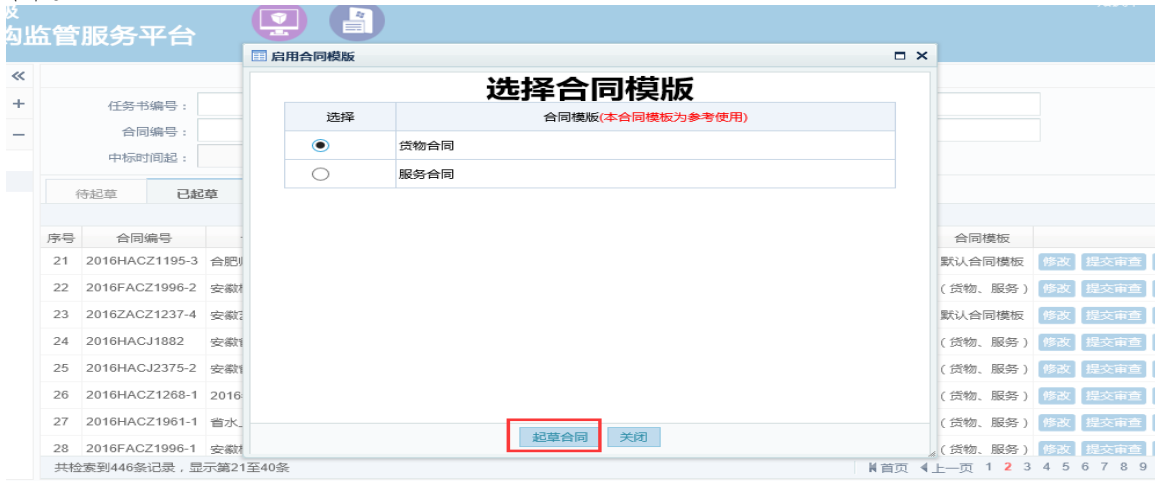 购监管服务平台
启用合同模版
选择合同模版
选择 合同模版(本合同模板为参考使用)
货物合同
服务合同
起草合同 关闭
任务书编号：
合同编号：
中标时间起：
待起草 已起草
序号 合同编号 合同模板
21 2016HACZ1195-3 合肥 默认合同模板 修改 提交审查
22 2016FACZ1996-2 安徽 (货物、服务) 修改 提交审查
23 2016ZACZ1237-4 安徽 默认合同模板 修改 提交审查
24 2016HACJ1882 安徽 (货物、服务) 修改 提交审查
25 2016HACJ2375-2 安徽 (货物、服务) 修改 提交审查
26 2016HACZ1268-1 2016 (货物、服务) 修改 提交审查
27 2016HACZ1961-1 省水 (货物、服务) 修改 提交审查
28 2016FACZ1996-1 安徽 (货物、服务) 修改 提交审查
共检索到446条记录，显示第21至40条 首页 上一页 1 2 3 4 5 6 7 8 9